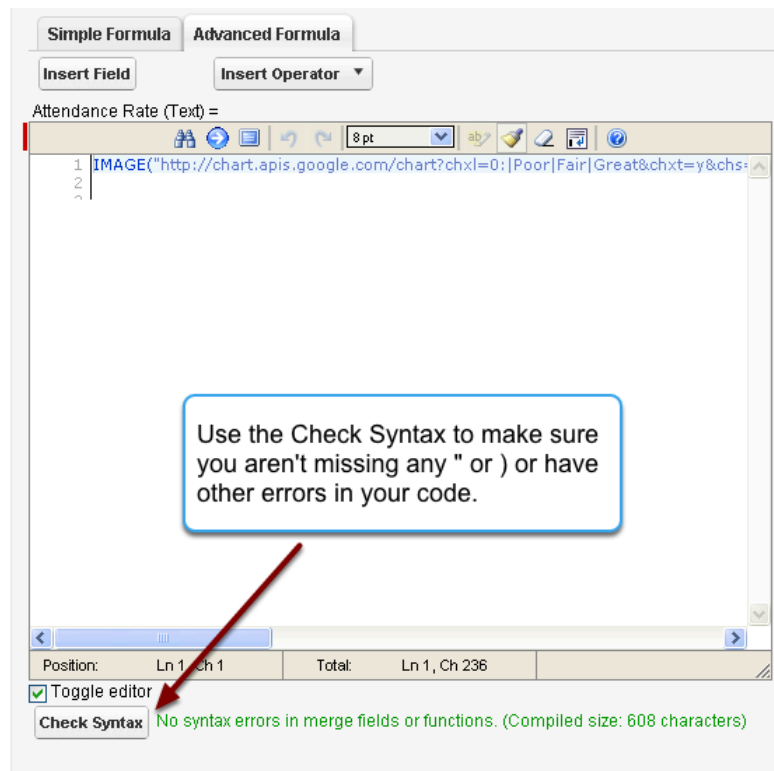 Simple Formula Advanced Formula
Insert Field Insert Operator
Attendance Rate (Text) =
8 pt
1 IMAGE("http://chart.apis.google.com/chart?chxl=0:|Poor|Fair|Great&chxt=y&chs=
2
Use the Check Syntax to make sure
you aren't missing any " or ) or have
other errors in your code.
Position: Ln 1, Ch 1 Total: Ln 1, Ch 236
Toggle editor
Check Syntax No syntax errors in merge fields or functions. (Compiled size: 608 characters)